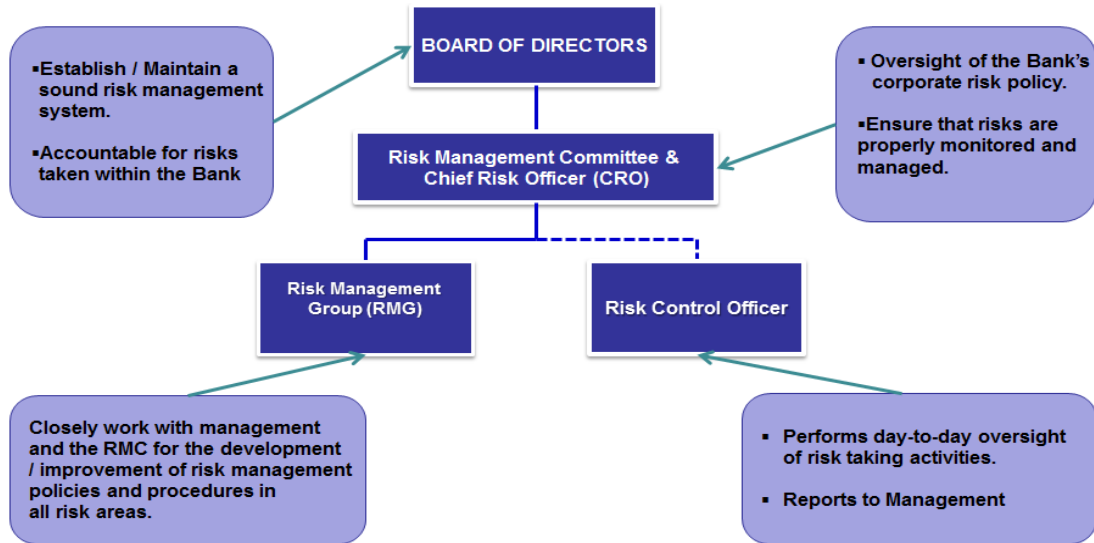 BOARD OF DIRECTORS
▪Establish / Maintain a
sound risk management
system.
▪Accountable for risks
taken within the Bank
▪ Oversight of the Bank's
corporate risk policy.
▪Ensure that risks are
properly monitored and
managed.
Risk Management Committee &
Chief Risk Officer (CRO)
Risk Management
Group (RMG)
Risk Control Officer
Closely work with management
and the RMC for the development
/ improvement of risk management
policies and procedures in
all risk areas.
▪ Performs day-to-day oversight
of risk taking activities.
▪ Reports to Management